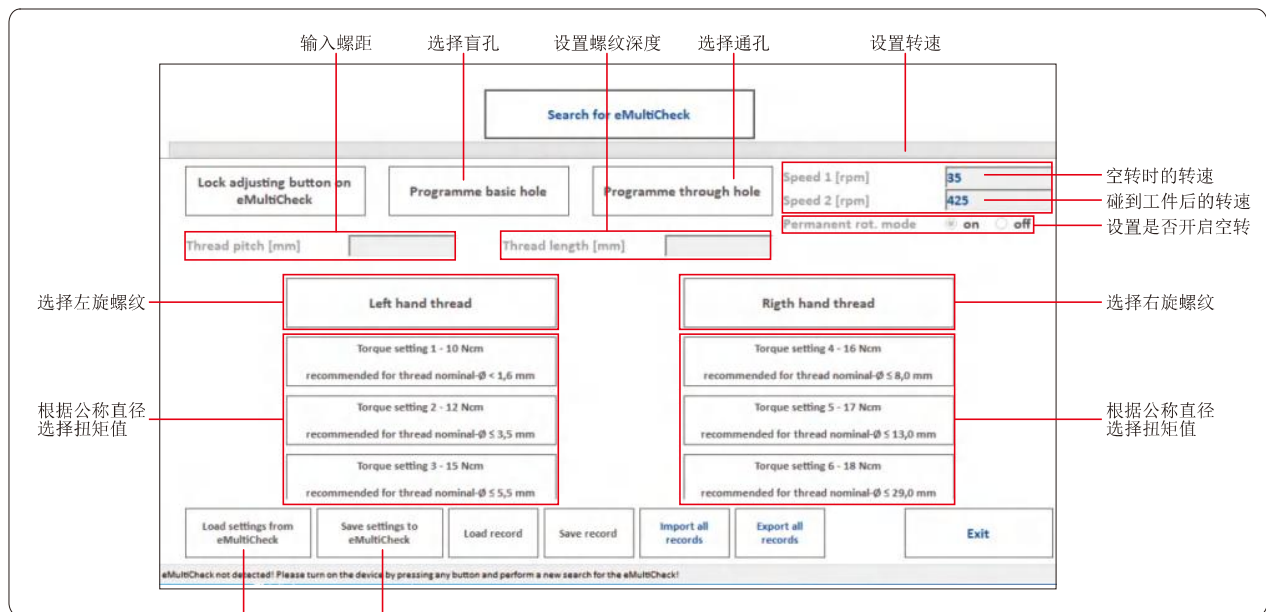 输入螺距 选择盲孔 设置螺纹深度 选择通孔 设置转速
Search for eMultiCheck
Lock adjusting button on
eMultiCheck
Programme basic hole
Programme through hole
Speed 1 [rpm] 35
空转时的转速
Speed 2 [rpm] 425
碰到工件后的转速
Permanent rot. mode on off
设置是否开启空转
Thread pitch [mm]
Thread length [mm]
选择左旋螺纹
Left hand thread
Rigth hand thread
选择右旋螺纹
Torque setting 1 - 10 Ncm
recommended for thread nominal-Ø < 1,6 mm
Torque setting 4 - 16 Ncm
recommended for thread nominal-Ø ≤ 8,0 mm
根据公称直径
选择扭矩值
Torque setting 2 - 12 Ncm
recommended for thread nominal-Ø ≤ 3,5 mm
Torque setting 5 - 17 Ncm
recommended for thread nominal-Ø ≤ 13,0 mm
根据公称直径
选择扭矩值
Torque setting 3 - 15 Ncm
recommended for thread nominal-Ø ≤ 5,5 mm
Torque setting 6 - 18 Ncm
recommended for thread nominal-Ø ≤ 29,0 mm
Load settings from
eMultiCheck
Save settings to
eMultiCheck
Load record
Save record
Import all
records
Export all
records
Exit
eMultiCheck not detected! Please turn on the device by pressing any button and perform a new search for the eMultiCheck!